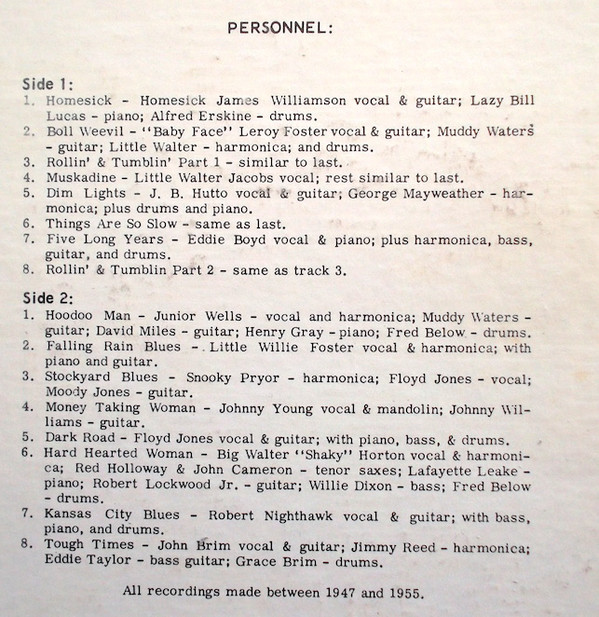 PERSONNEL:
Side 1:
1. Homesick - Homesick James Williamson vocal & guitar; Lazy Bill
Lucas - piano; Alfred Erskine - drums.
2. Boll Weevil - "Baby Face" Leroy Foster vocal & guitar; Muddy Waters
- guitar; Little Walter - harmonica; and drums.
3. Rollin' & Tumblin' Part 1 - similar to last.
4. Muskadine - Little Walter Jacobs vocal; rest similar to last.
5. Dim Lights - J. B. Hutto vocal & guitar; George Mayweather - har-
monica; plus drums and piano.
6. Things Are So Slow - same as last.
7. Five Long Years - Eddie Boyd vocal & piano; plus harmonica, bass,
guitar, and drums.
8. Rollin' & Tumblin Part 2 - same as track 3.
Side 2:
1. Hoodoo Man - Junior Wells - vocal and harmonica; Muddy Waters -
guitar; David Miles - guitar; Henry Gray - piano; Fred Below - drums.
2. Falling Rain Blues - Little Willie Foster vocal & harmonica; with
piano and guitar.
3. Stockyard Blues - Snooky Pryor - harmonica; Floyd Jones - vocal;
Moody Jones - guitar.
4. Money Taking Woman - Johnny Young vocal & mandolin; Johnny Wil-
liams - guitar.
5. Dark Road - Floyd Jones vocal & guitar; with piano, bass, & drums.
6. Hard Hearted Woman - Big Walter "Shaky" Horton vocal & harmoni-
ca; Red Holloway & John Cameron - tenor saxes; Lafayette Leake -
piano; Robert Lockwood Jr. - guitar; Willie Dixon - bass; Fred Below
- drums.
7. Kansas City Blues - Robert Nighthawk vocal & guitar; with bass,
piano, and drums.
8. Tough Times - John Brim vocal & guitar; Jimmy Reed - harmonica;
Eddie Taylor - bass guitar; Grace Brim - drums.
All recordings made between 1947 and 1955.